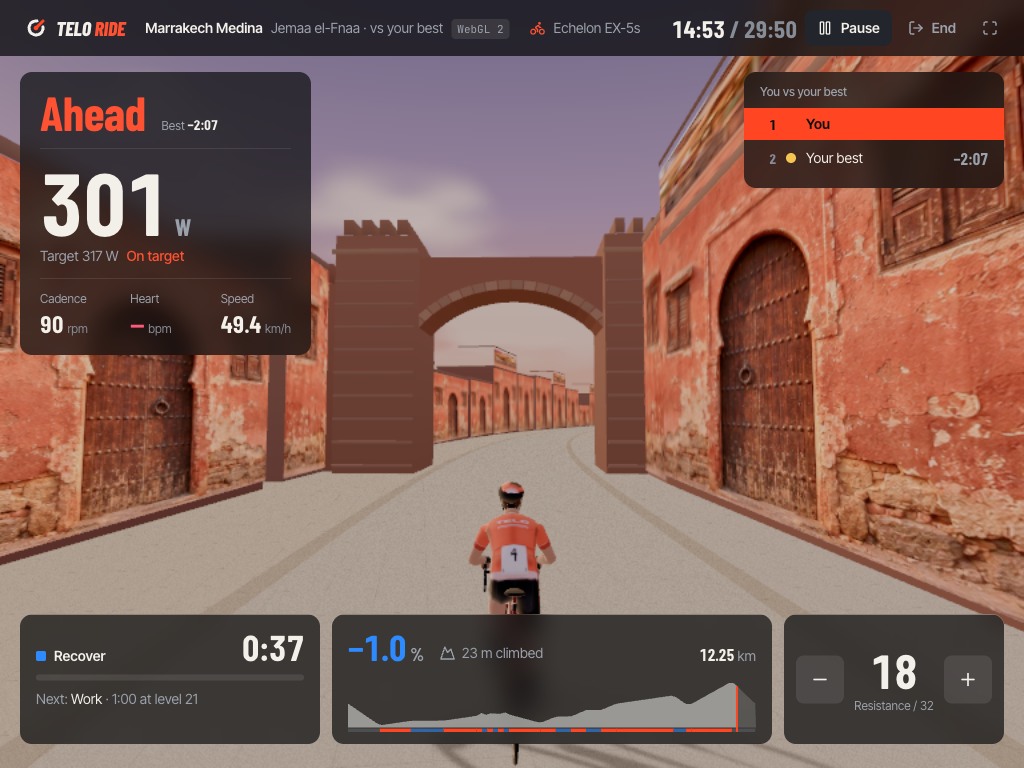 TELO RIDE Marrakech Medina Jemaa el-Fnaa · vs your best WebGL 2 Echelon EX-5s 14:53 / 29:50 Pause End
Ahead Best −2:07
301 W
Target 317 W On target
Cadence Heart Speed
90 rpm — bpm 49.4 km/h
You vs your best
1 You
2 Your best −2:07
TELO
Recover 0:37
Next: Work · 1:00 at level 21
−1.0 % 23 m climbed 12.25 km
− 18 +
Resistance / 32